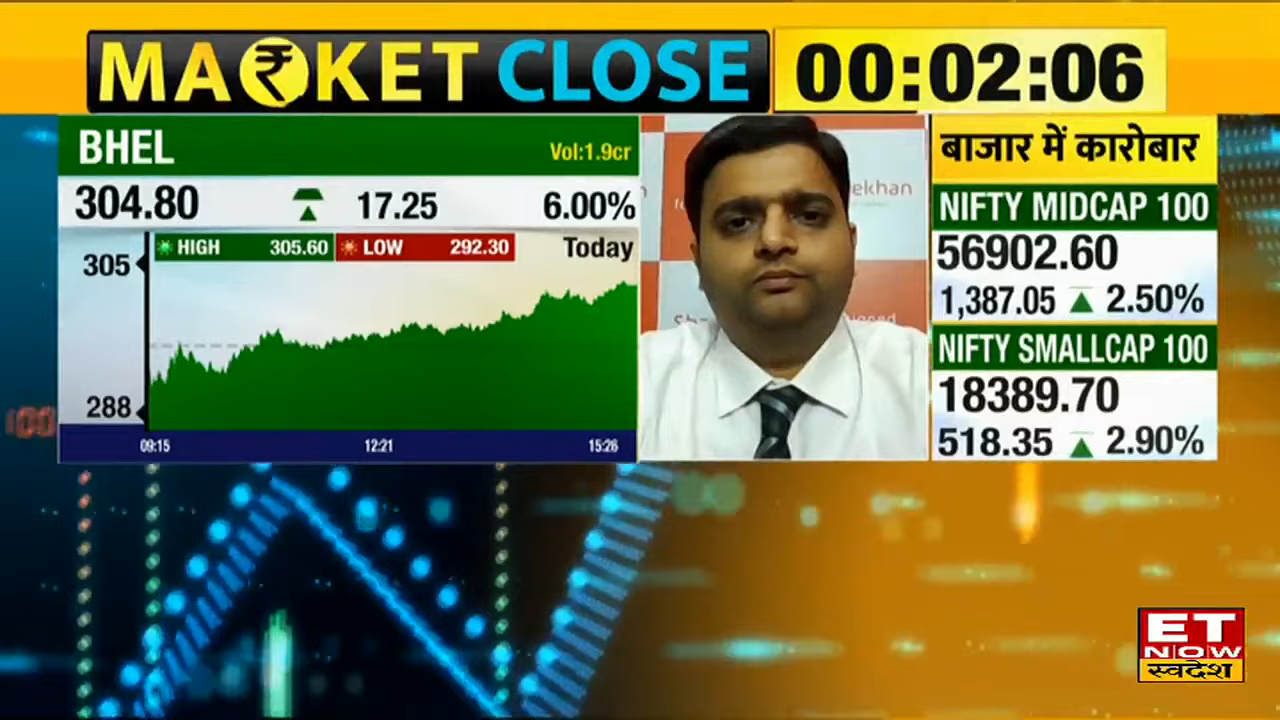 MA₹KET CLOSE 00:02:06
BHEL
Vol:1.9cr
304.80 17.25 6.00%
HIGH 305.60 LOW 292.30 Today
305
288
09:15 12:21 15:26
ekhan
बाजार में कारोबार
NIFTY MIDCAP 100
56902.60
1,387.05 2.50%
NIFTY SMALLCAP 100
18389.70
518.35 2.90%
100
ET
NOW
स्वदेश